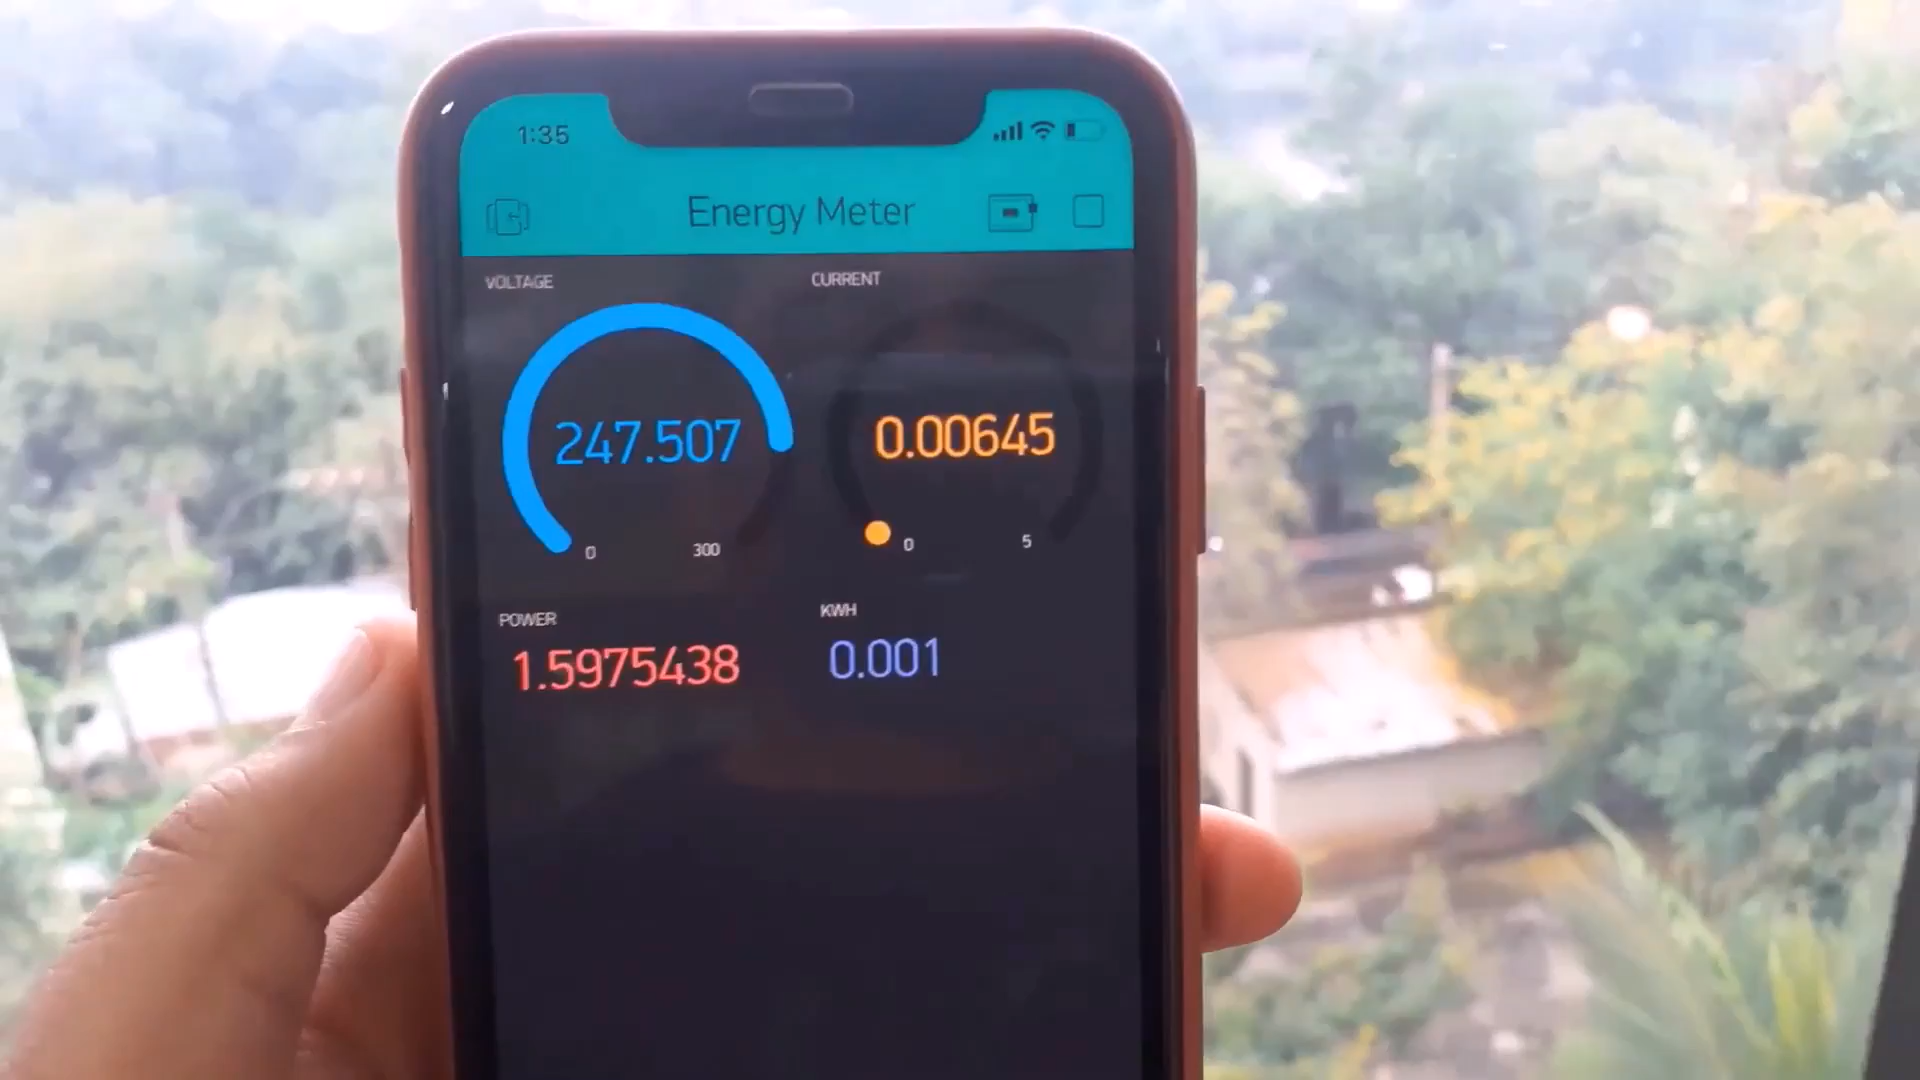 1:35
Energy Meter
VOLTAGE CURRENT
247.507 0.00645
0 300 0 5
POWER KWH
1.5975438 0.001